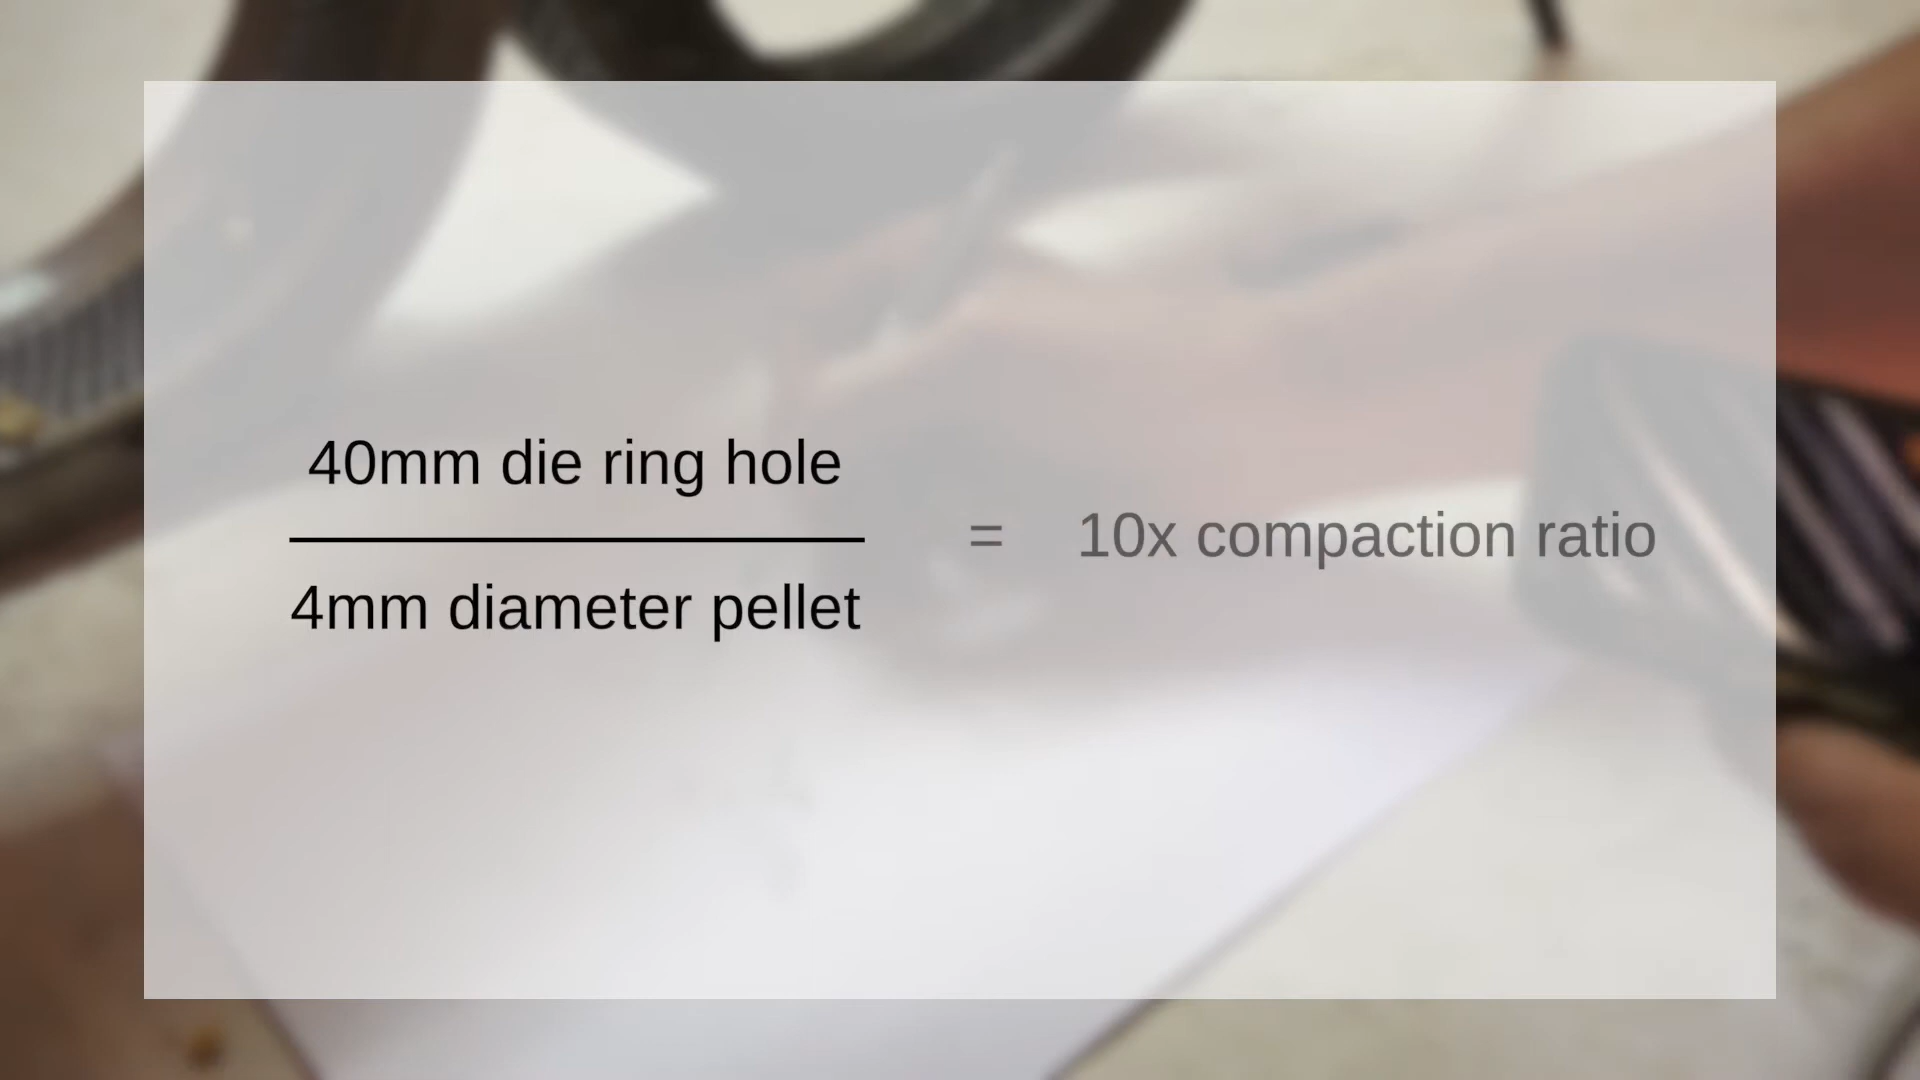 40mm die ring hole
4mm diameter pellet
= 10x compaction ratio